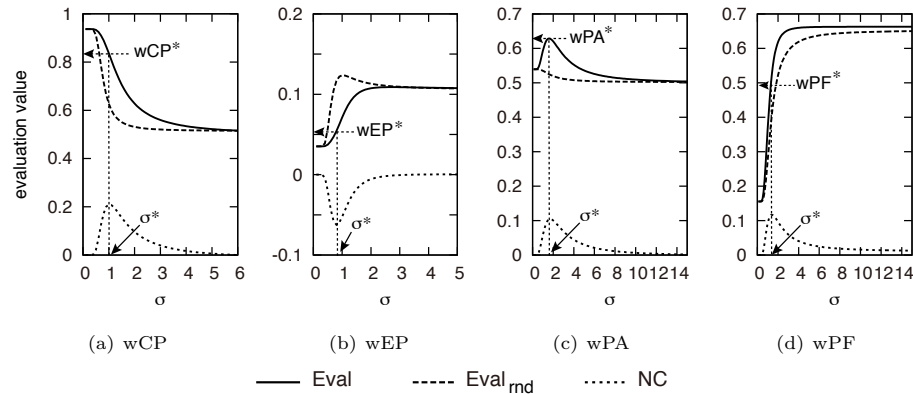 evaluation value
1
0.8
0.6
0.4
0.2
0
wCP*
σ*
0 1 2 3 4 5 6
σ
(a) wCP
0.2
0.1
0
-0.1
wEP*
σ*
0 1 2 3 4 5
σ
(b) wEP
0.7
0.6
0.5
0.4
0.3
0.2
0.1
0
wPA*
σ*
0 2 4 6 8 10 12 14
σ
(c) wPA
0.7
0.6
0.5
0.4
0.3
0.2
0.1
0
wPF*
σ*
0 2 4 6 8 10 12 14
σ
(d) wPF
Eval Eval_rnd NC